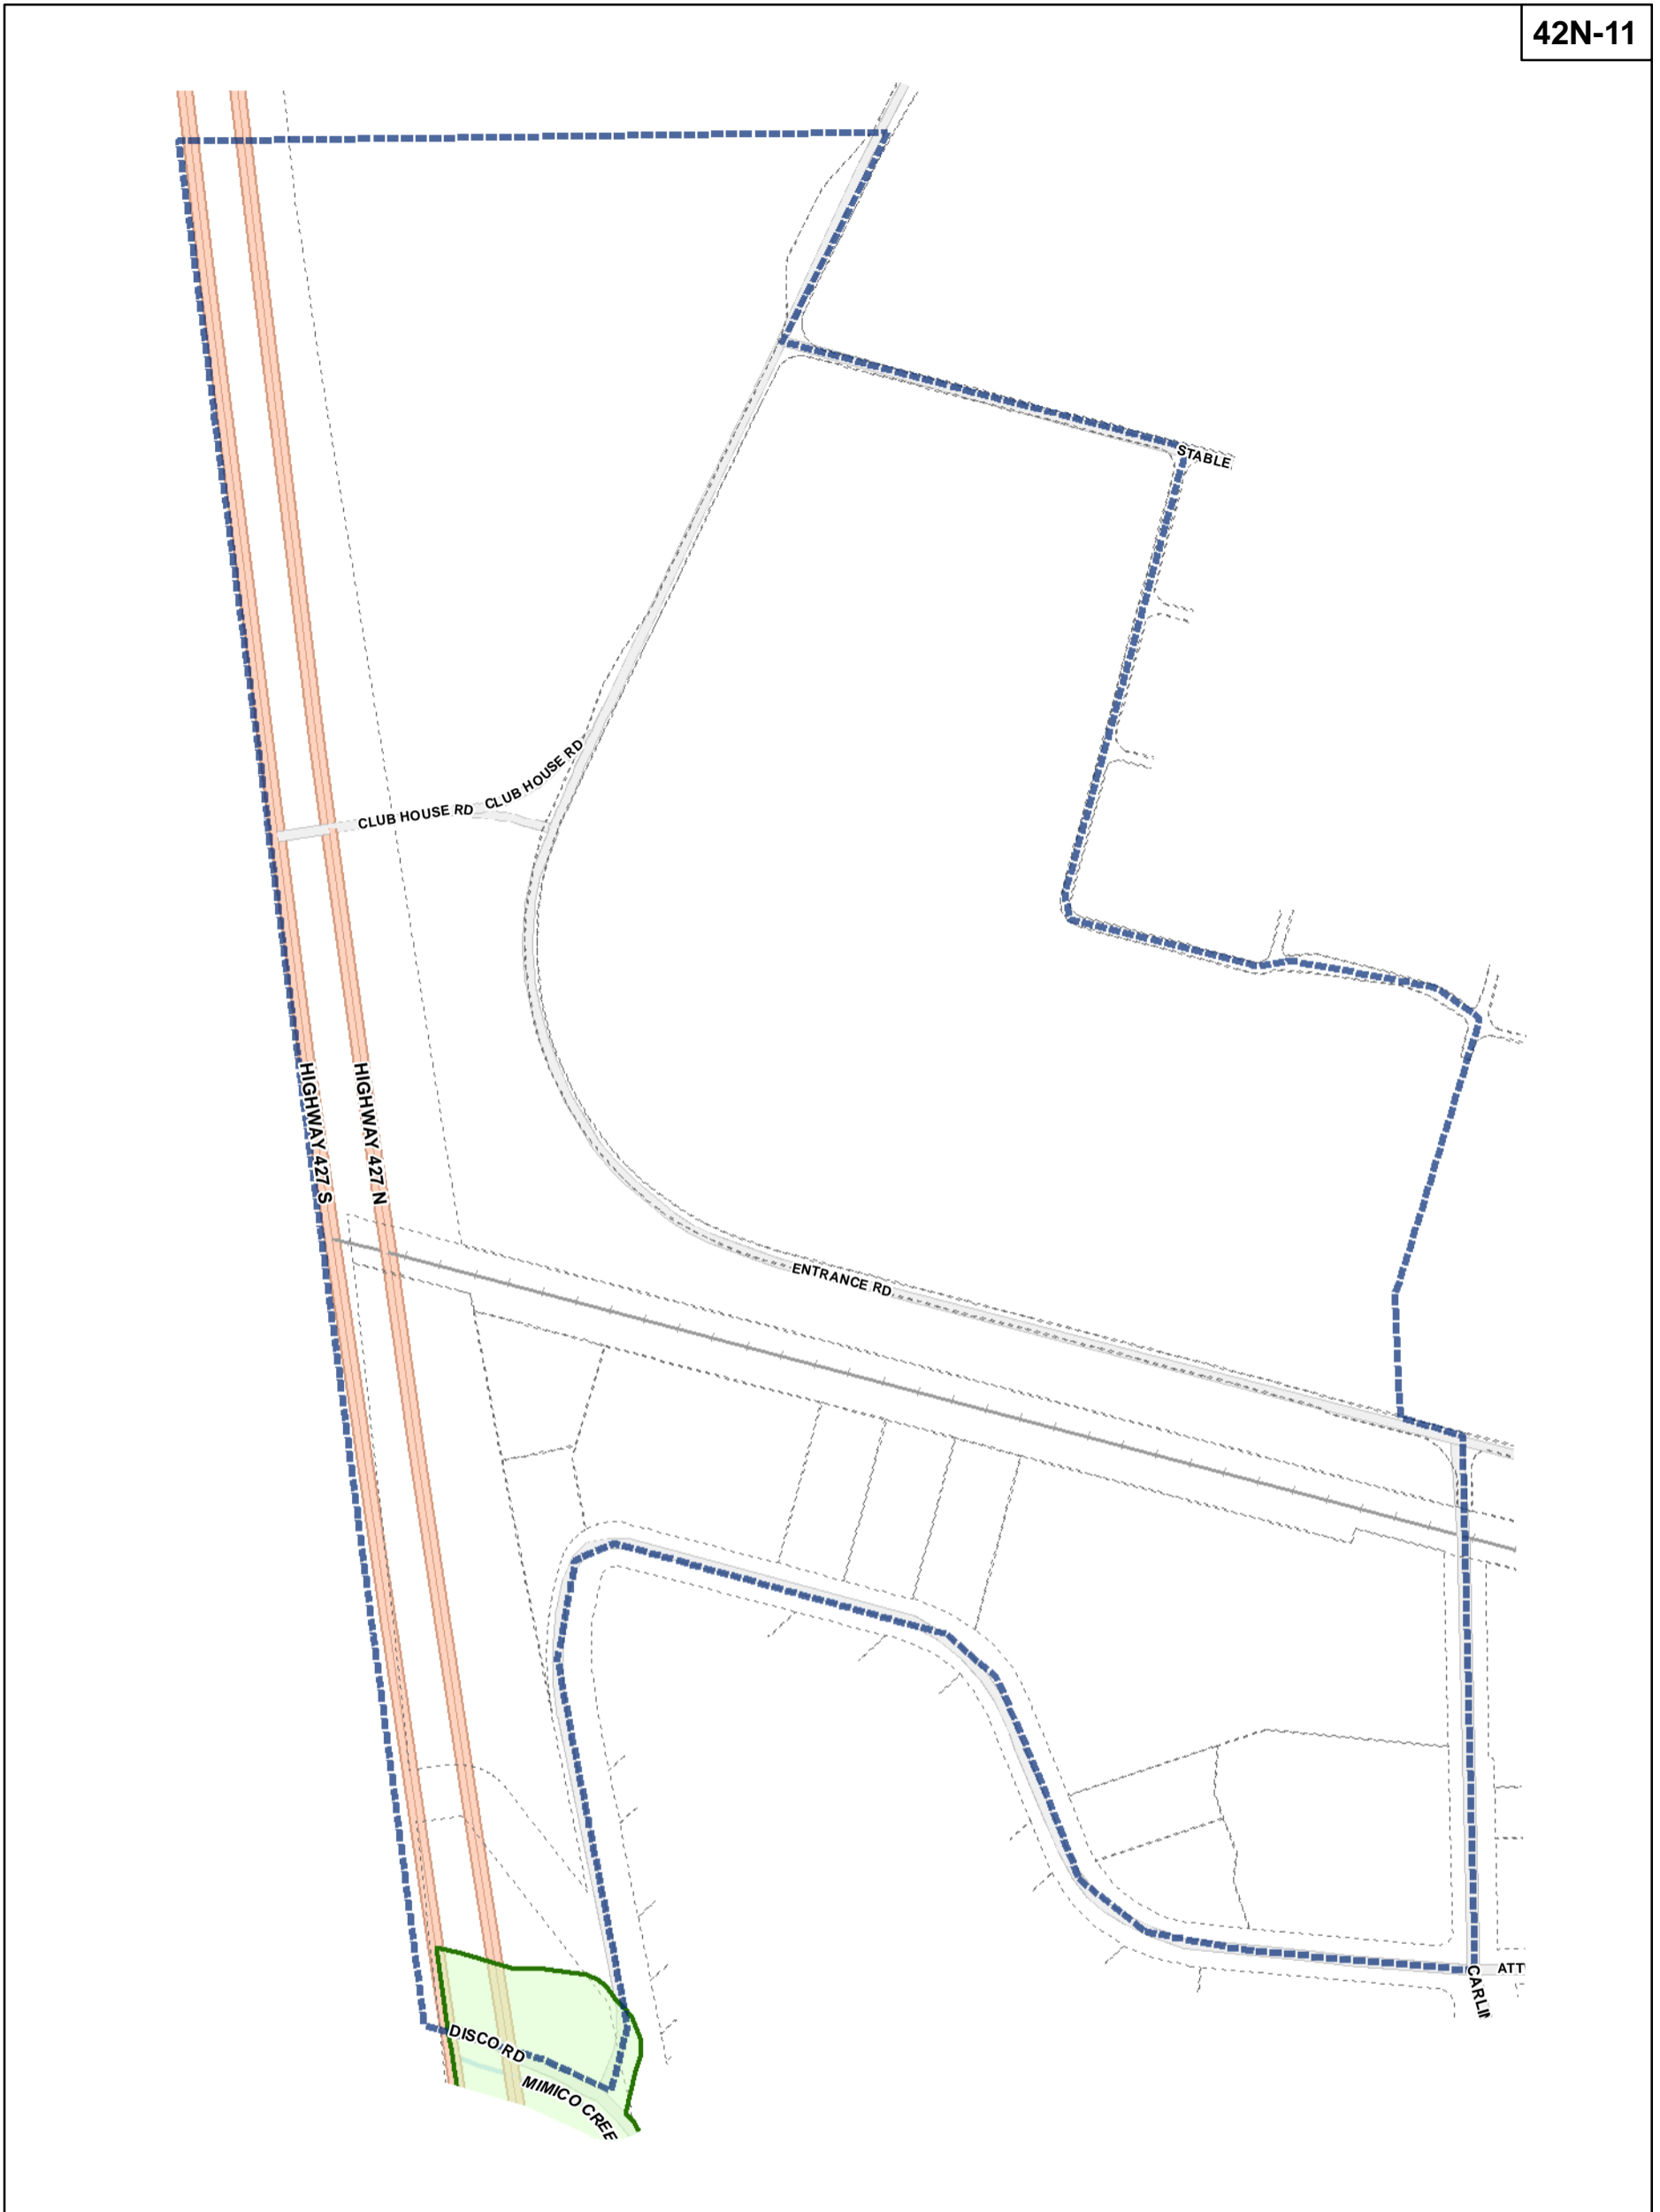 42N-11
STABLE
CLUB HOUSE RD
CLUB HOUSE RD
HIGHWAY 427 S
HIGHWAY 427 N
ENTRANCE RD
ATT
CARLIN
DISCO RD
MIMICO CREE